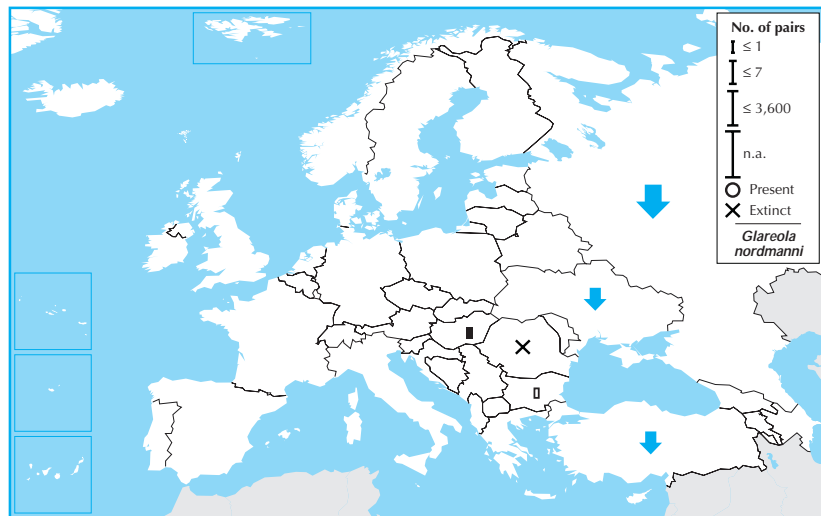 No. of pairs
≤ 1
≤ 7
≤ 3,600
n.a.
Present
Extinct
Glareola
nordmanni